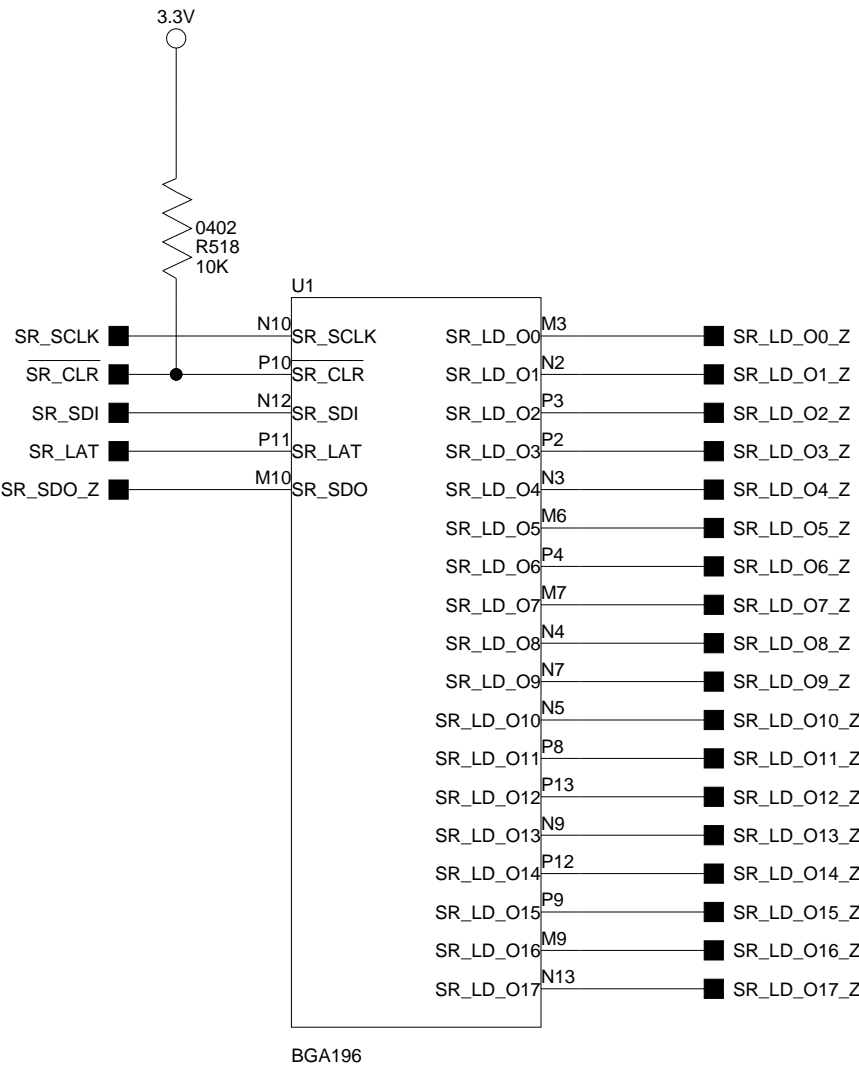 3.3V
0402
R518
10K
U1
SR_SCLK N10 SR_SCLK SR_LD_O0 M3 SR_LD_O0_Z
SR_CLR P10 SR_CLR SR_LD_O1 N2 SR_LD_O1_Z
SR_SDI N12 SR_SDI SR_LD_O2 P3 SR_LD_O2_Z
SR_LAT P11 SR_LAT SR_LD_O3 P2 SR_LD_O3_Z
SR_SDO_Z M10 SR_SDO SR_LD_O4 N3 SR_LD_O4_Z
SR_LD_O5 M6 SR_LD_O5_Z
SR_LD_O6 P4 SR_LD_O6_Z
SR_LD_O7 M7 SR_LD_O7_Z
SR_LD_O8 N4 SR_LD_O8_Z
SR_LD_O9 N7 SR_LD_O9_Z
SR_LD_O10 N5 SR_LD_O10_Z
SR_LD_O11 P8 SR_LD_O11_Z
SR_LD_O12 P13 SR_LD_O12_Z
SR_LD_O13 N9 SR_LD_O13_Z
SR_LD_O14 P12 SR_LD_O14_Z
SR_LD_O15 P9 SR_LD_O15_Z
SR_LD_O16 M9 SR_LD_O16_Z
SR_LD_O17 N13 SR_LD_O17_Z
BGA196